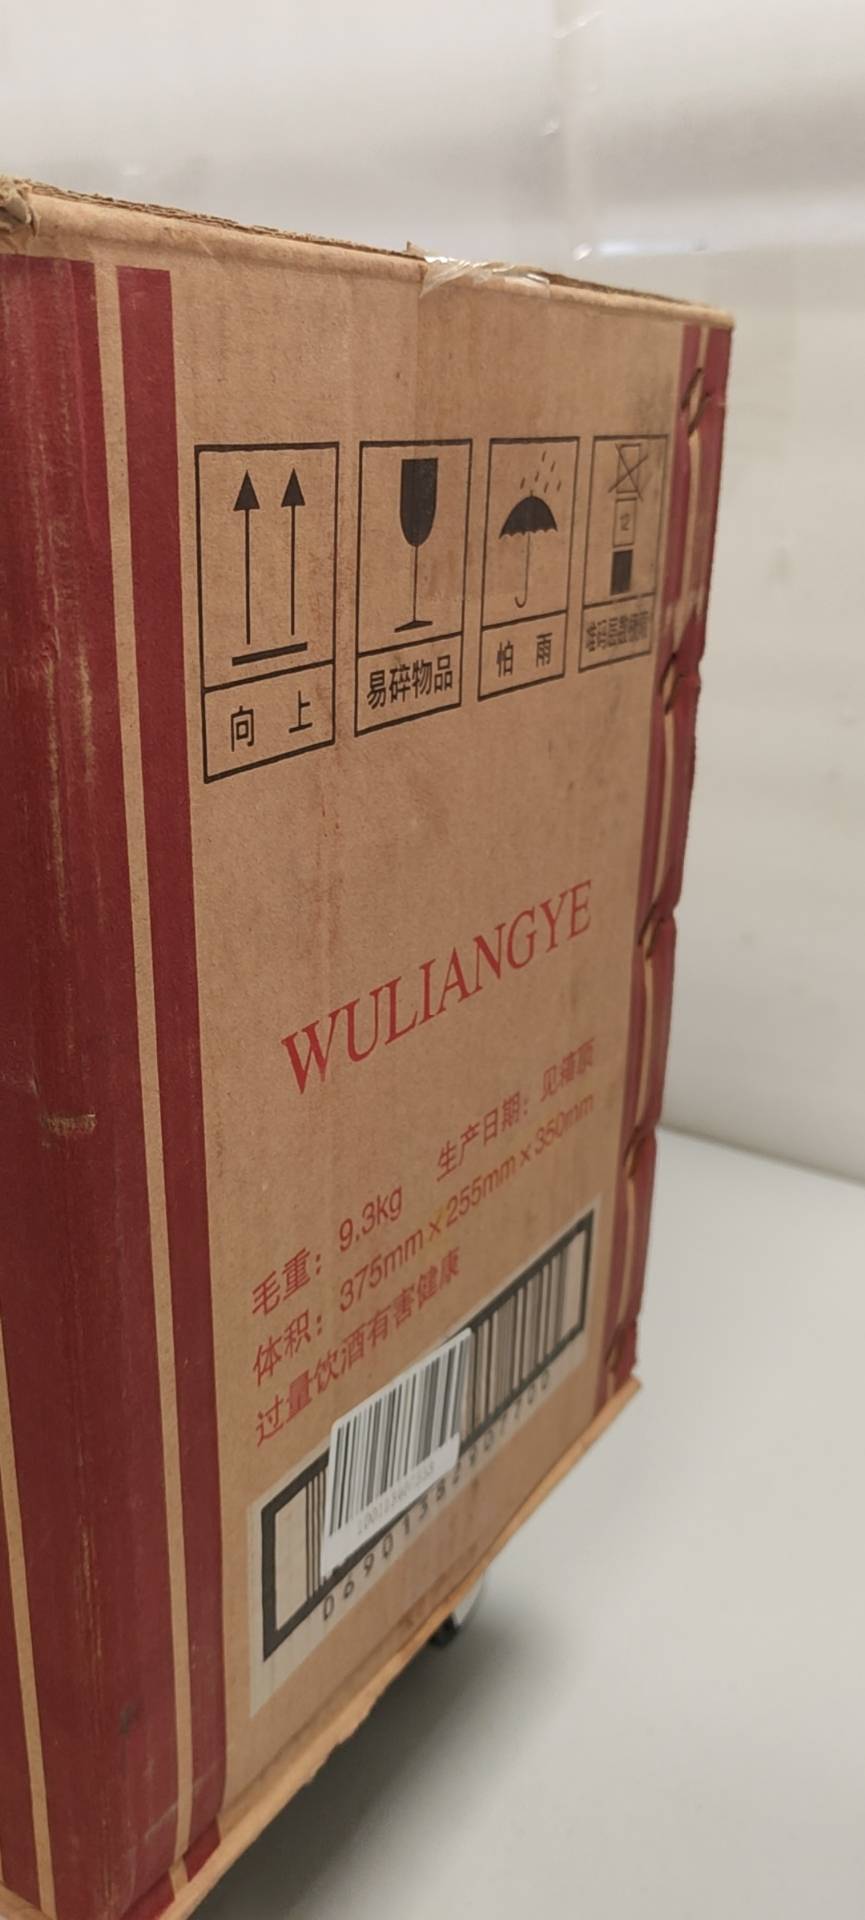 向 上
易碎物品
怕 雨
12
堆码层数极限
WULIANGYE
毛重：9.3kg 生产日期：见箱顶
体积：375mm×255mm×350mm
过量饮酒有害健康